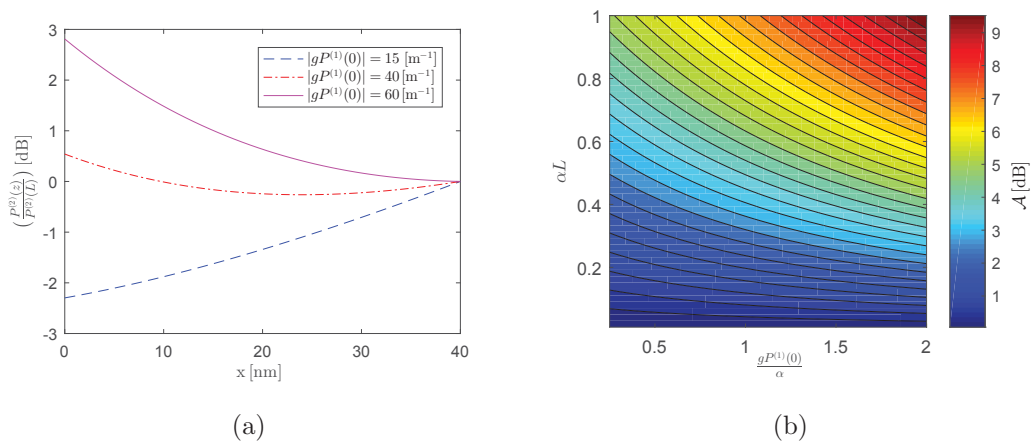 3
2
1
0
-1
-2
-3
(P^{(2)}(z)/P^{(2)}(L)) [dB]
|gP^{(1)}(0)| = 15 [m^{-1}]
|gP^{(1)}(0)| = 40 [m^{-1}]
|gP^{(1)}(0)| = 60 [m^{-1}]
0 10 20 30 40
x [nm]
(a)
1
0.8
0.6
0.4
0.2
αL
0.5 1 1.5 2
gP^{(1)}(0)/α
9
8
7
6
5
4
3
2
1
𝒜 [dB]
(b)